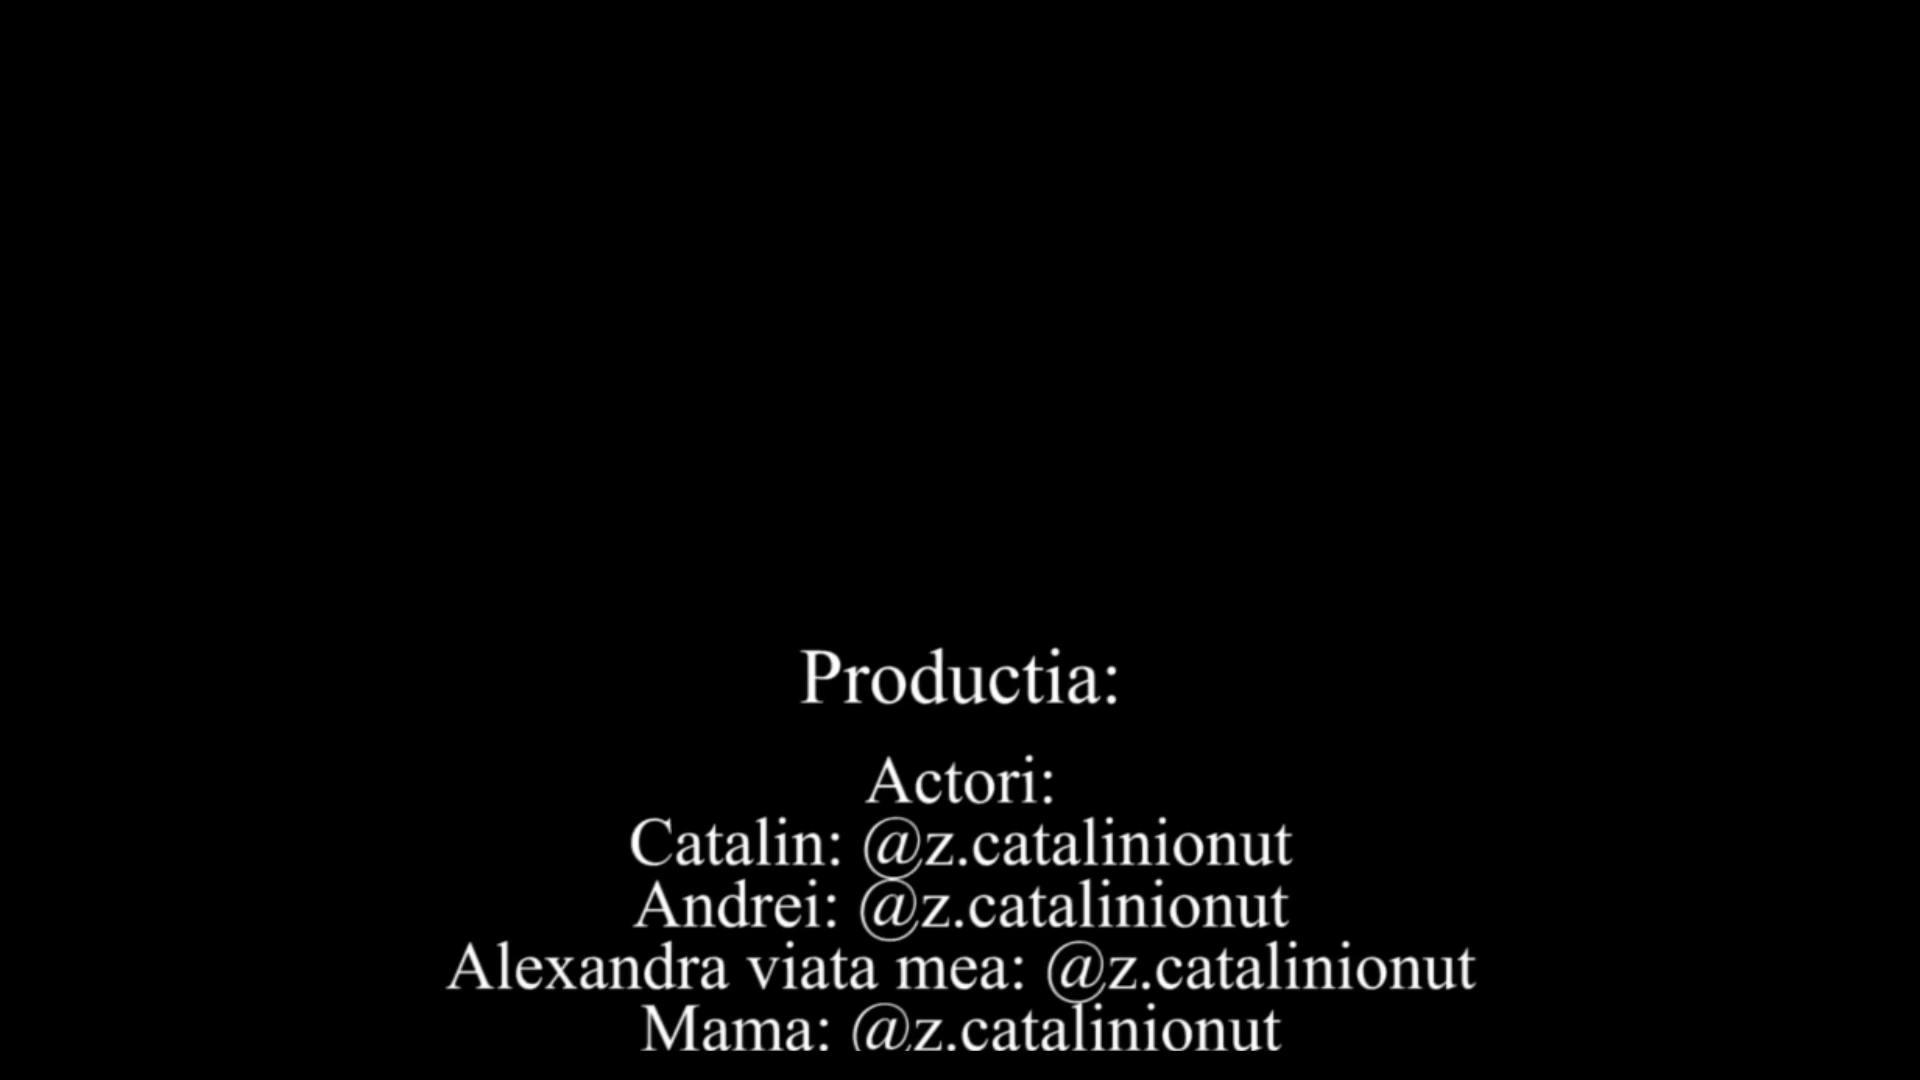 Productia:
Actori:
Catalin: @z.catalinionut
Andrei: @z.catalinionut
Alexandra viata mea: @z.catalinionut
Mama: @z.catalinionut